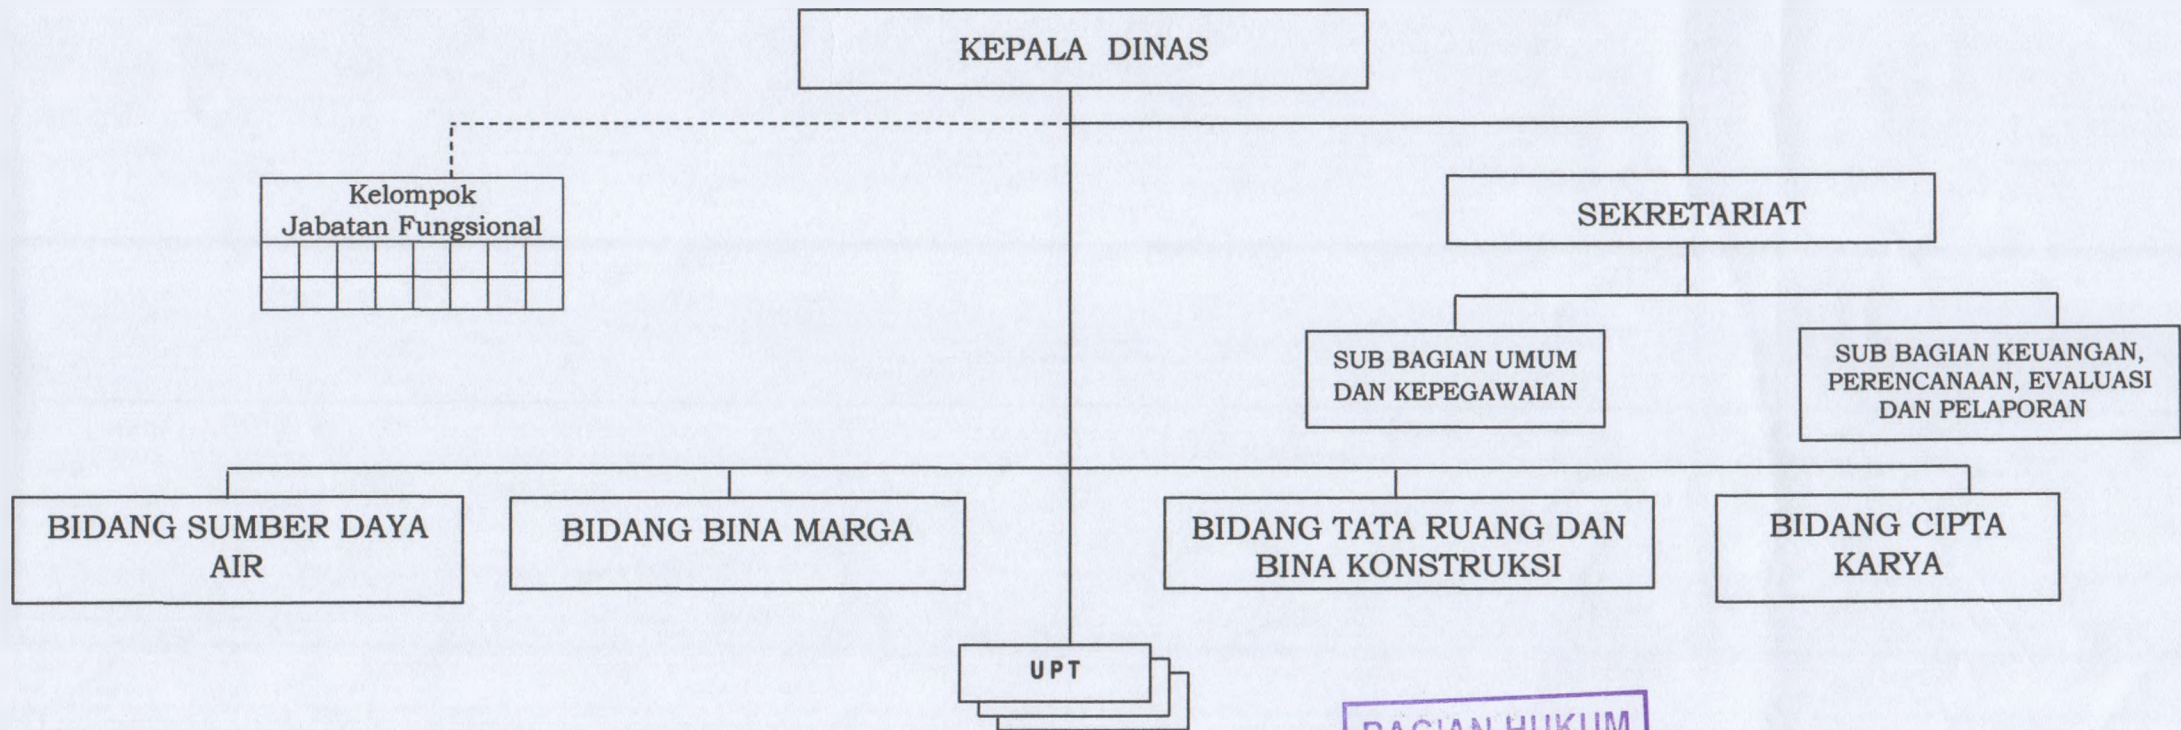 KEPALA DINAS
Kelompok
Jabatan Fungsional
SEKRETARIAT
SUB BAGIAN UMUM
DAN KEPEGAWAIAN
SUB BAGIAN KEUANGAN,
PERENCANAAN, EVALUASI
DAN PELAPORAN
BIDANG SUMBER DAYA
AIR
BIDANG BINA MARGA
BIDANG TATA RUANG DAN
BINA KONSTRUKSI
BIDANG CIPTA
KARYA
UPT
BAGIAN HUKUM